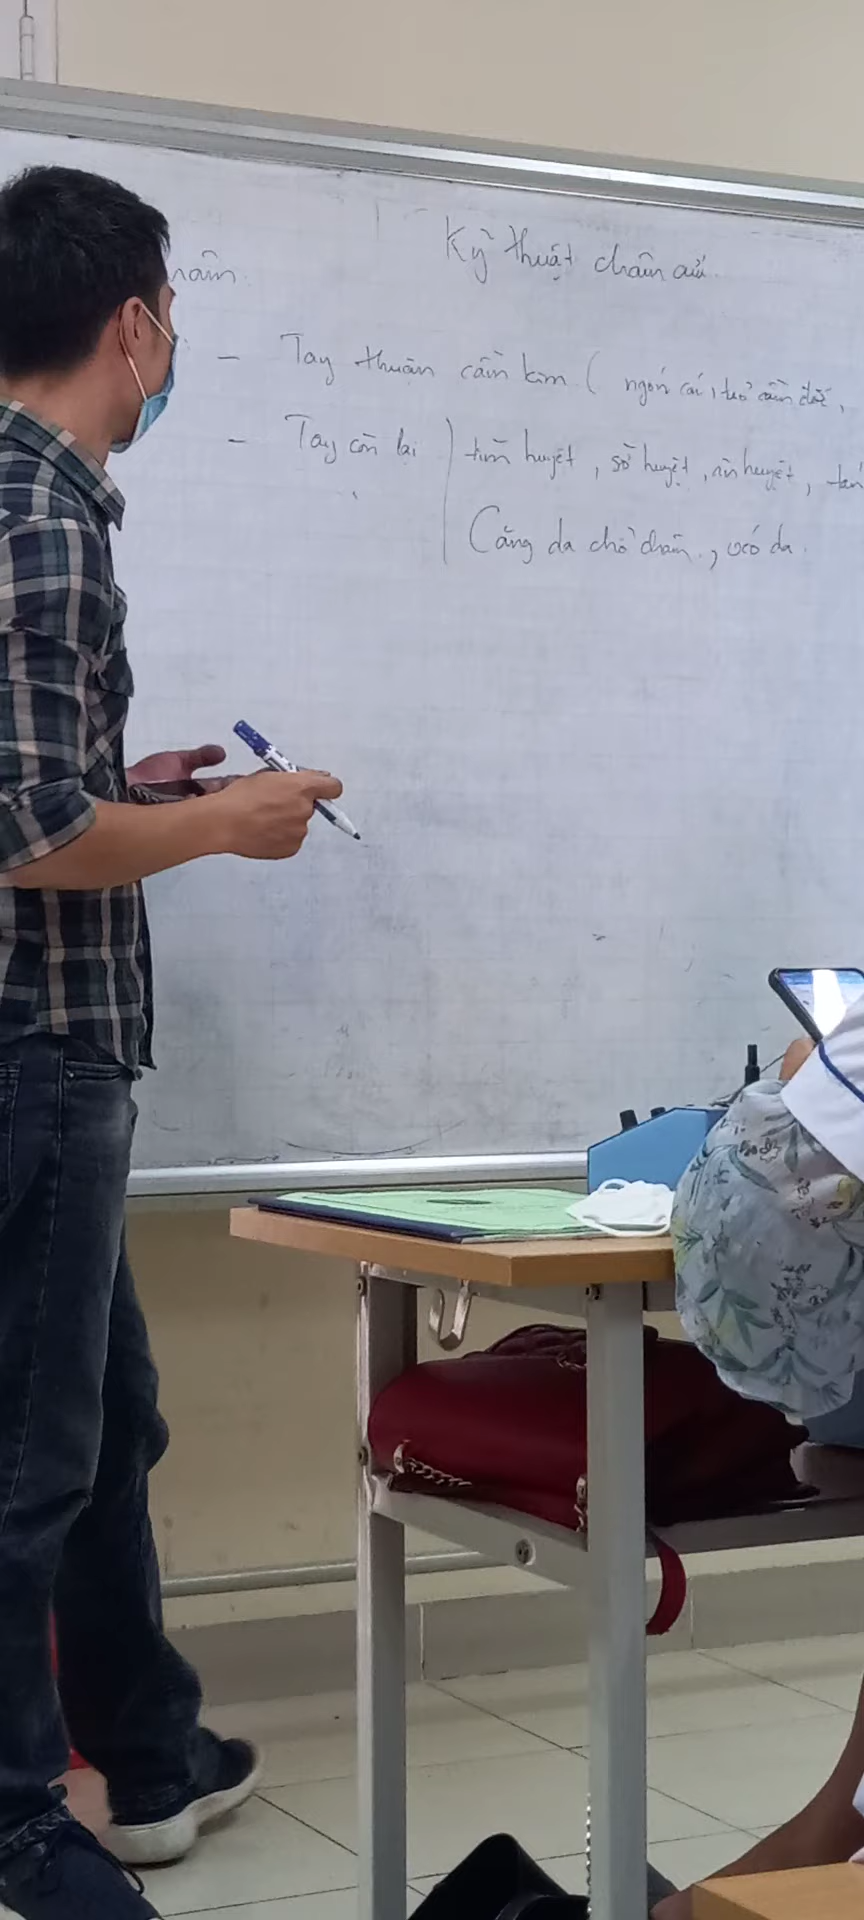 Kỹ thuật châm cứu
châm
- Tay thuận cầm kim ( ngón cái, trỏ cầm đốc,
- Tay còn lại tìm huyệt, sờ huyệt, ấn huyệt,
Căng da chỗ châm, véo da.